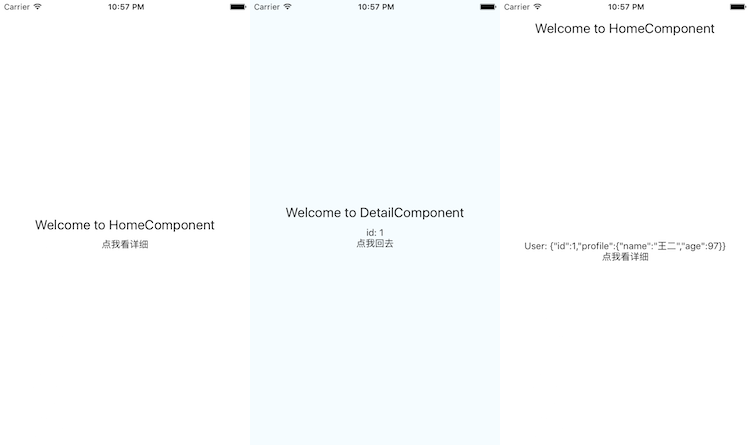 Carrier 10:57 PM
Welcome to HomeComponent
点我看详细
Carrier 10:57 PM
Welcome to DetailComponent
id: 1
点我回去
Carrier 10:57 PM
Welcome to HomeComponent
User: {"id":1,"profile":{"name":"王二","age":97}}
点我看详细